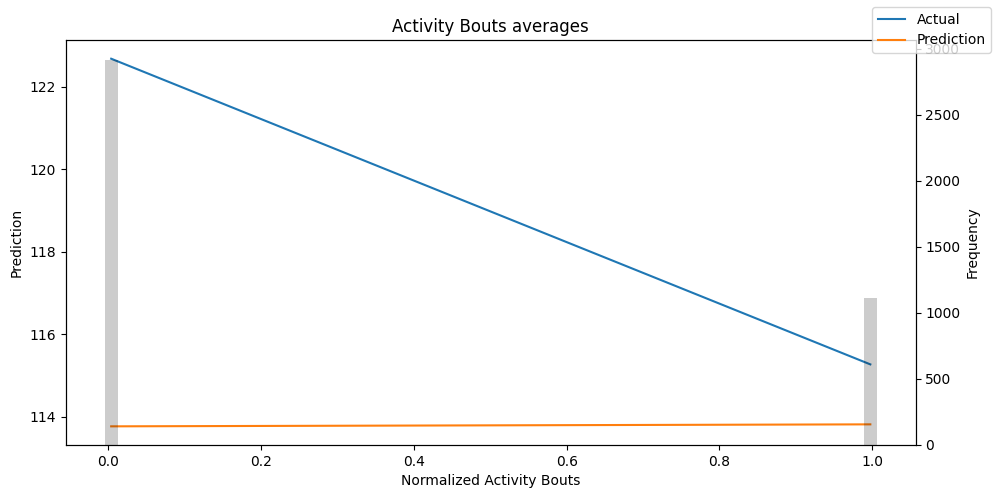 Activity Bouts averages
Actual
Prediction
122
120
118
116
114
Prediction
3000
2500
2000
1500
1000
500
0
Frequency
0.0 0.2 0.4 0.6 0.8 1.0
Normalized Activity Bouts